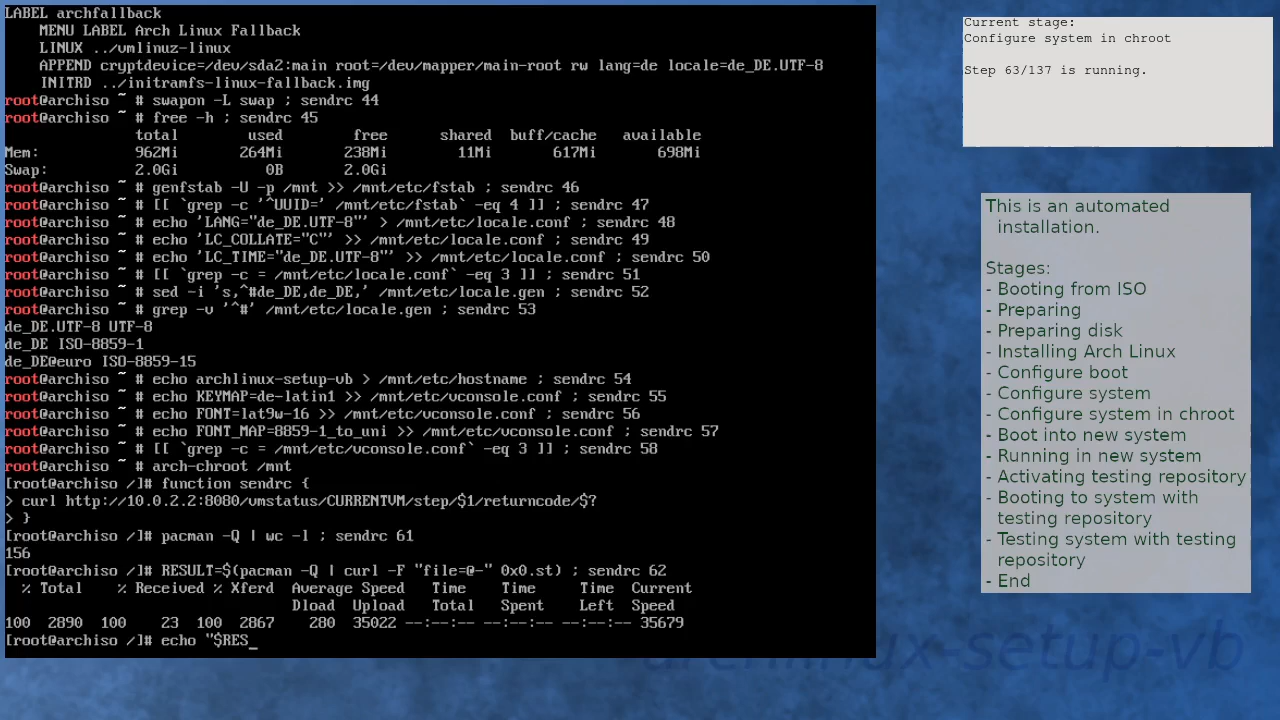 LABEL archfallback
    MENU LABEL Arch Linux Fallback
    LINUX ../vmlinuz-linux
    APPEND cryptdevice=/dev/sda2:main root=/dev/mapper/main-root rw lang=de locale=de_DE.UTF-8
    INITRD ../initramfs-linux-fallback.img
root@archiso ~ # swapon -L swap ; sendrc 44
root@archiso ~ # free -h ; sendrc 45
total used free shared buff/cache available
Mem: 962Mi 264Mi 238Mi 11Mi 617Mi 698Mi
Swap: 2.0Gi 0B 2.0Gi
root@archiso ~ # genfstab -U -p /mnt >> /mnt/etc/fstab ; sendrc 46
root@archiso ~ # [[ `grep -c '^UUID=' /mnt/etc/fstab` -eq 4 ]] ; sendrc 47
root@archiso ~ # echo 'LANG="de_DE.UTF-8"' > /mnt/etc/locale.conf ; sendrc 48
root@archiso ~ # echo 'LC_COLLATE="C"' >> /mnt/etc/locale.conf ; sendrc 49
root@archiso ~ # echo 'LC_TIME="de_DE.UTF-8"' >> /mnt/etc/locale.conf ; sendrc 50
root@archiso ~ # [[ `grep -c = /mnt/etc/locale.conf` -eq 3 ]] ; sendrc 51
root@archiso ~ # sed -i 's,^#de_DE,de_DE,' /mnt/etc/locale.gen ; sendrc 52
root@archiso ~ # grep -v '^#' /mnt/etc/locale.gen ; sendrc 53
de_DE.UTF-8 UTF-8
de_DE ISO-8859-1
de_DE@euro ISO-8859-15
root@archiso ~ # echo archlinux-setup-vb > /mnt/etc/hostname ; sendrc 54
root@archiso ~ # echo KEYMAP=de-latin1 >> /mnt/etc/vconsole.conf ; sendrc 55
root@archiso ~ # echo FONT=lat9w-16 >> /mnt/etc/vconsole.conf ; sendrc 56
root@archiso ~ # echo FONT_MAP=8859-1_to_uni >> /mnt/etc/vconsole.conf ; sendrc 57
root@archiso ~ # [[ `grep -c = /mnt/etc/vconsole.conf` -eq 3 ]] ; sendrc 58
root@archiso ~ # arch-chroot /mnt
[root@archiso /]# function sendrc {
> curl http://10.0.2.2:8080/vmstatus/CURRENTVM/step/$1/returncode/$?
> }
[root@archiso /]# pacman -Q | wc -l ; sendrc 61
156
[root@archiso /]# RESULT=$(pacman -Q | curl -F "file=@-" 0x0.st) ; sendrc 62
% Total % Received % Xferd Average Speed Time Time Time Current
Dload Upload Total Spent Left Speed
100 2890 100 23 100 2867 280 35022 --:--:-- --:--:-- --:--:-- 35679
[root@archiso /]# echo "$RES_
Current stage:
Configure system in chroot
Step 63/137 is running.
This is an automated
installation.
Stages:
- Booting from ISO
- Preparing
- Preparing disk
- Installing Arch Linux
- Configure boot
- Configure system
- Configure system in chroot
- Boot into new system
- Running in new system
- Activating testing repository
- Booting to system with
testing repository
- Testing system with testing
repository
- End
archlinux-setup-vb